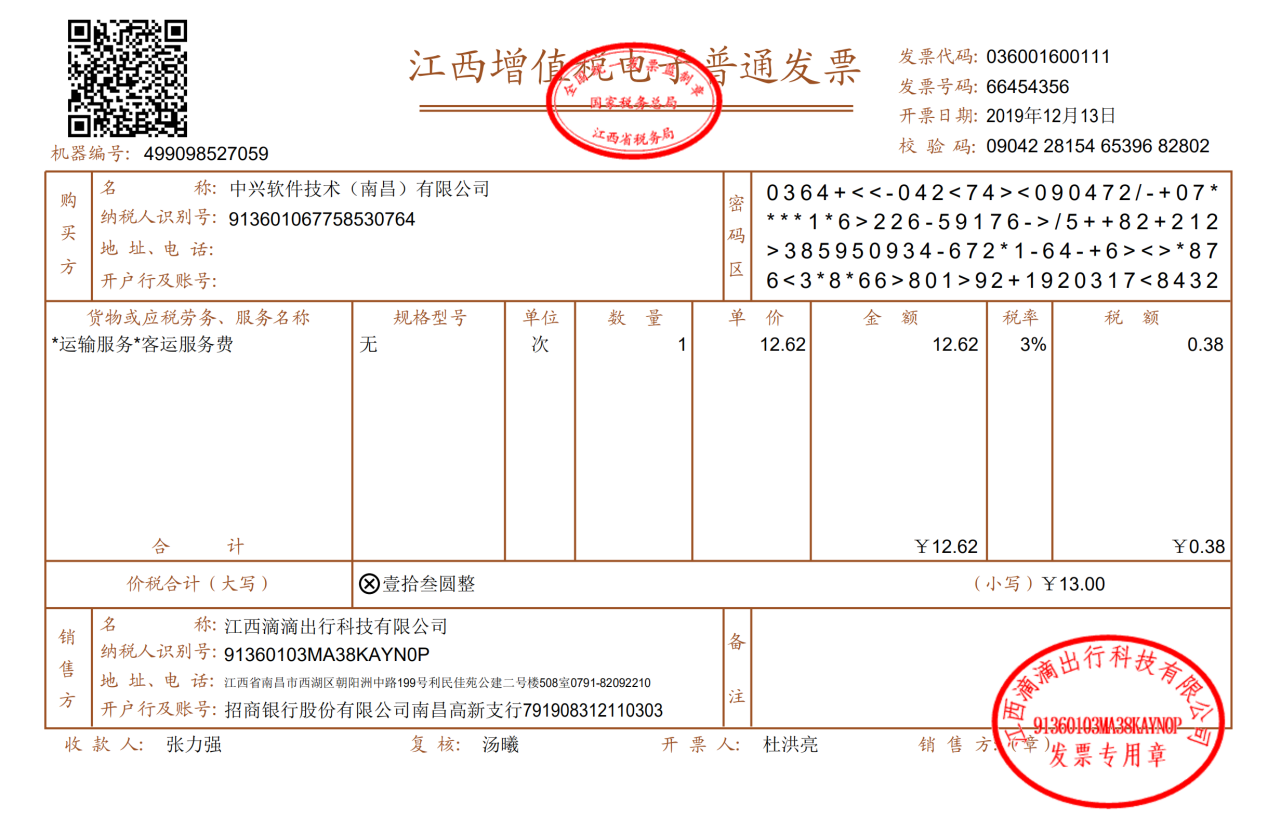 江西增值税电子普通发票
全国统一发票监制章
国家税务总局
江西省税务局
发票代码: 036001600111
发票号码: 66454356
开票日期: 2019年12月13日
校 验 码: 09042 28154 65396 82802
机器编号: 499098527059
购买方
名 称: 中兴软件技术（南昌）有限公司
纳税人识别号: 913601067758530764
地 址、电 话:
开户行及账号:
密码区
0364+<<-042<74><090472/-+07*
***1*6>226-59176->/5++82+212
>385950934-672*1-64-+6><>*87
6<3*8*66>801>92+1920317<8432
货物或应税劳务、服务名称 规格型号 单位 数 量 单 价 金 额 税率 税 额
*运输服务*客运服务费 无 次 1 12.62 12.62 3% 0.38
合 计 ￥12.62 ￥0.38
价税合计（大写） ⊗壹拾叁圆整 （小写）￥13.00
销售方
名 称: 江西滴滴出行科技有限公司
纳税人识别号: 91360103MA38KAYN0P
地 址、电 话: 江西省南昌市西湖区朝阳洲中路199号利民佳苑公建二号楼508室0791-82092210
开户行及账号: 招商银行股份有限公司南昌高新支行791908312110303
备注
收 款 人: 张力强 复 核: 汤曦 开 票 人: 杜洪亮 销 售 方:（章）
江西滴滴出行科技有限公司
91360103MA38KAYN0P
发票专用章